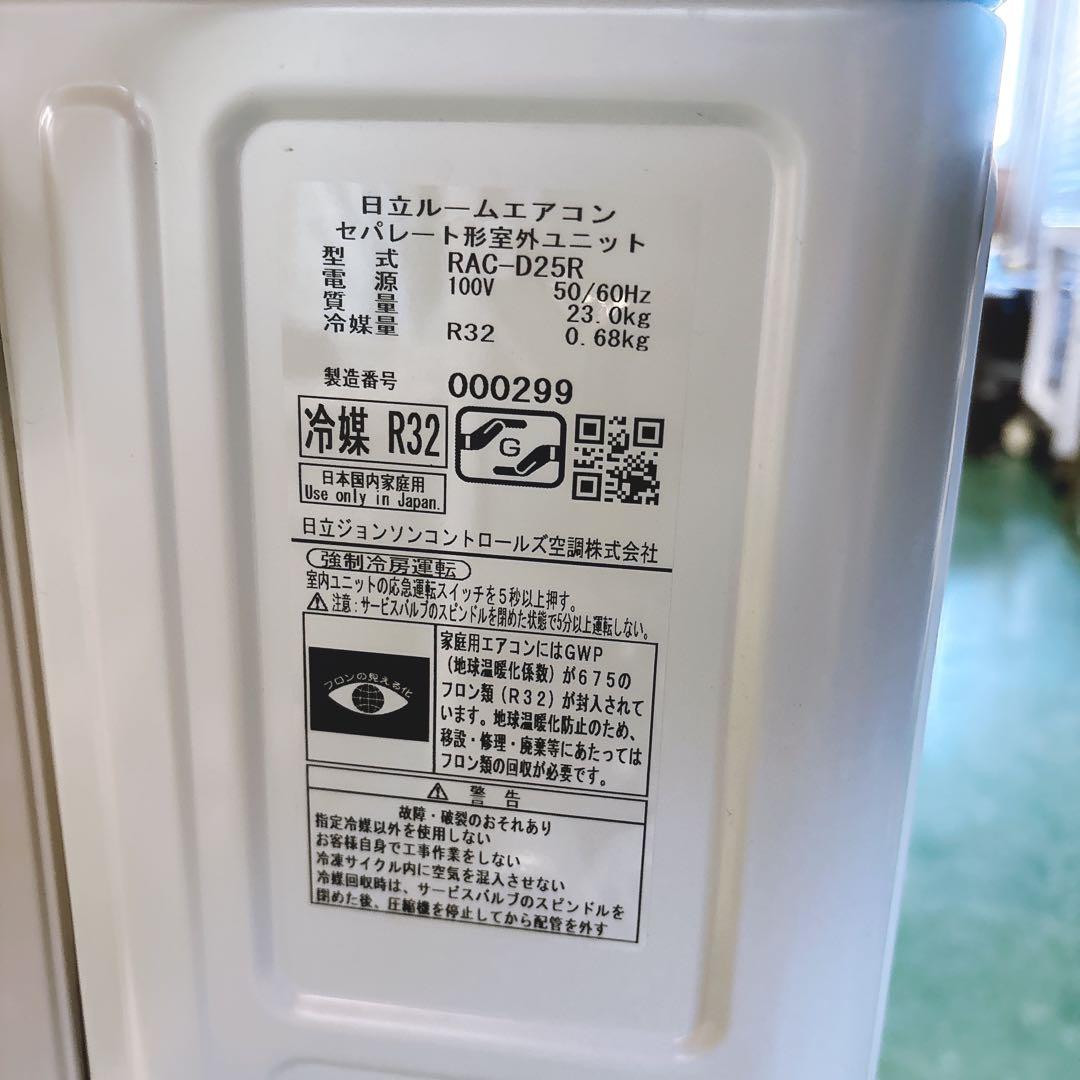 日立ルームエアコン
セパレート形室外ユニット
型 式 RAC-D25R
電 源 100V 50/60Hz
質 量 23.0kg
冷媒量 R32 0.68kg
製造番号 000299
冷媒 R32
G
日本国内家庭用
Use only in Japan.
日立ジョンソンコントロールズ空調株式会社
強制冷房運転
室内ユニットの応急運転スイッチを5秒以上押す。
⚠ 注意:サービスバルブのスピンドルを閉めた状態で5分以上運転しない。
フロンの見える化
家庭用エアコンにはGWP
(地球温暖化係数)が675の
フロン類(R32)が封入されて
います。地球温暖化防止のため、
移設・修理・廃棄等にあたっては
フロン類の回収が必要です。
⚠ 警 告
故障・破裂のおそれあり
指定冷媒以外を使用しない
お客様自身で工事作業をしない
冷凍サイクル内に空気を混入させない
冷媒回収時は、サービスバルブのスピンドルを
閉めた後、圧縮機を停止してから配管を外す